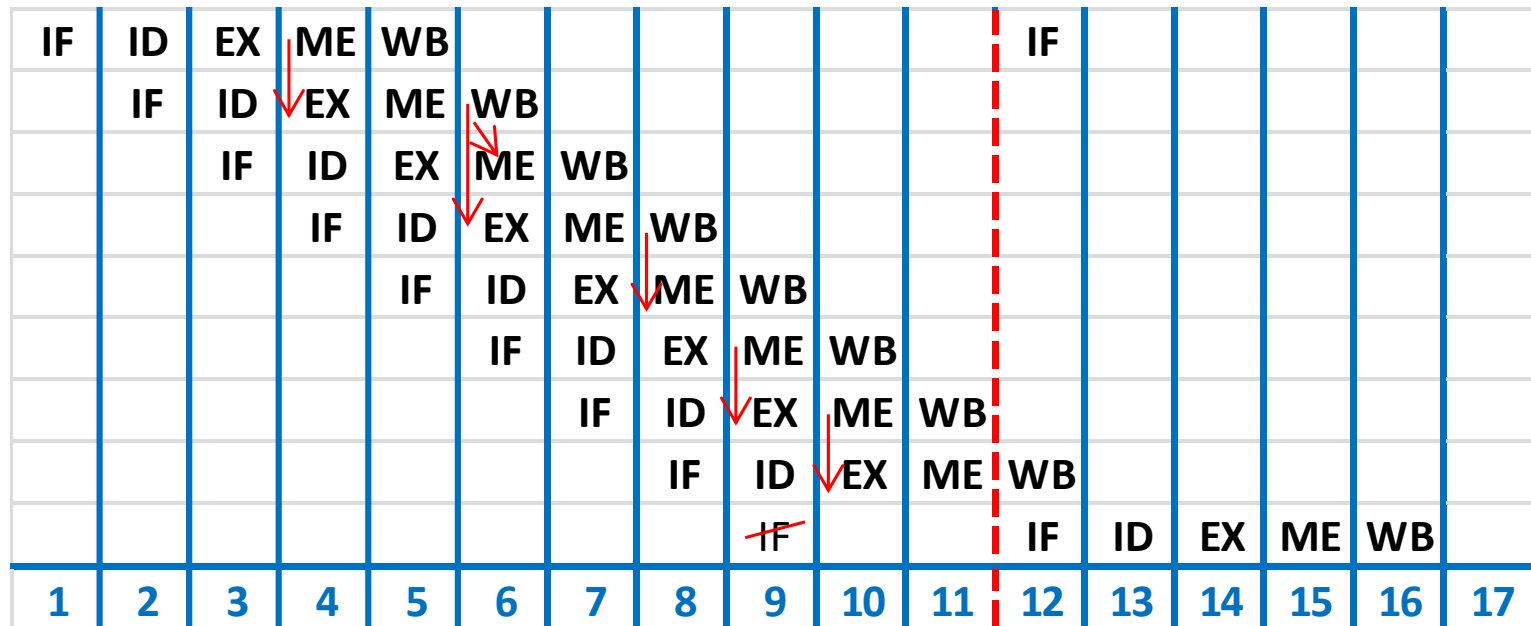 IF ID EX ME WB IF
IF ID EX ME WB
IF ID EX ME WB
IF ID EX ME WB
IF ID EX ME WB
IF ID EX ME WB
IF ID EX ME WB
IF ID EX ME WB
IF IF ID EX ME WB
1 2 3 4 5 6 7 8 9 10 11 12 13 14 15 16 17